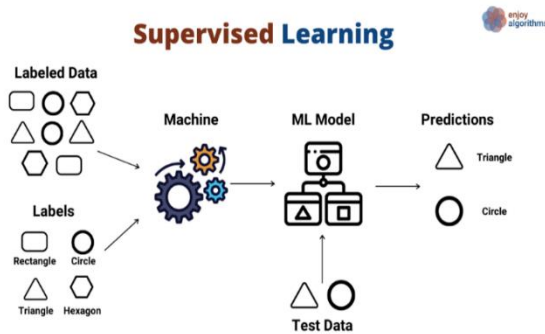 Supervised Learning
enjoy
algorithms
Labeled Data
Machine
ML Model
Predictions
Triangle
Circle
Labels
Rectangle Circle
Triangle Hexagon
Test Data